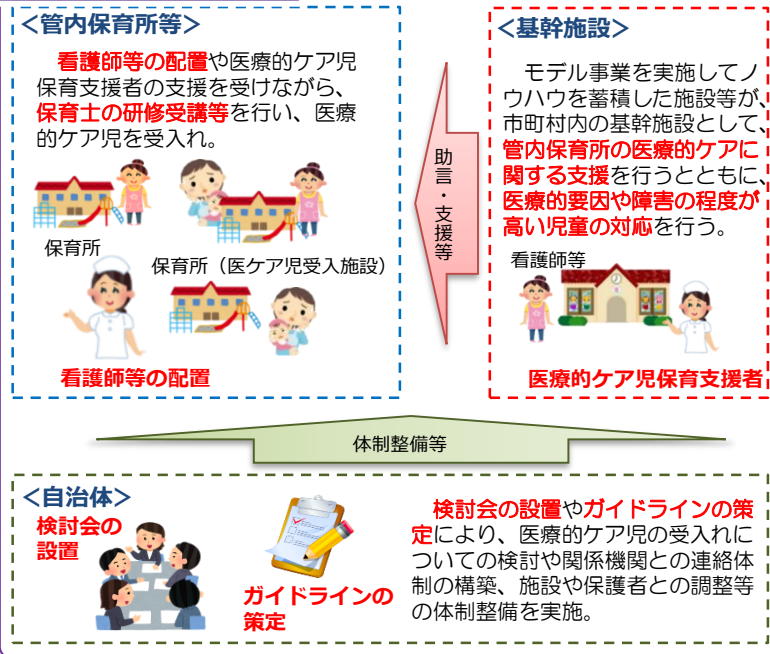 <管内保育所等>
看護師等の配置や医療的ケア児
保育支援者の支援を受けながら、
保育士の研修受講等を行い、医療
的ケア児を受入れ。
保育所
保育所(医ケア児受入施設)
看護師等の配置
助言・支援等
<基幹施設>
モデル事業を実施してノ
ウハウを蓄積した施設等が、
市町村内の基幹施設として、
管内保育所の医療的ケアに
関する支援を行うとともに、
医療的要因や障害の程度が
高い児童の対応を行う。
看護師等
医療的ケア児保育支援者
体制整備等
<自治体>
検討会の
設置
ガイドラインの
策定
検討会の設置やガイドラインの策
定により、医療的ケア児の受入れに
ついての検討や関係機関との連絡体
制の構築、施設や保護者との調整等
の体制整備を実施。